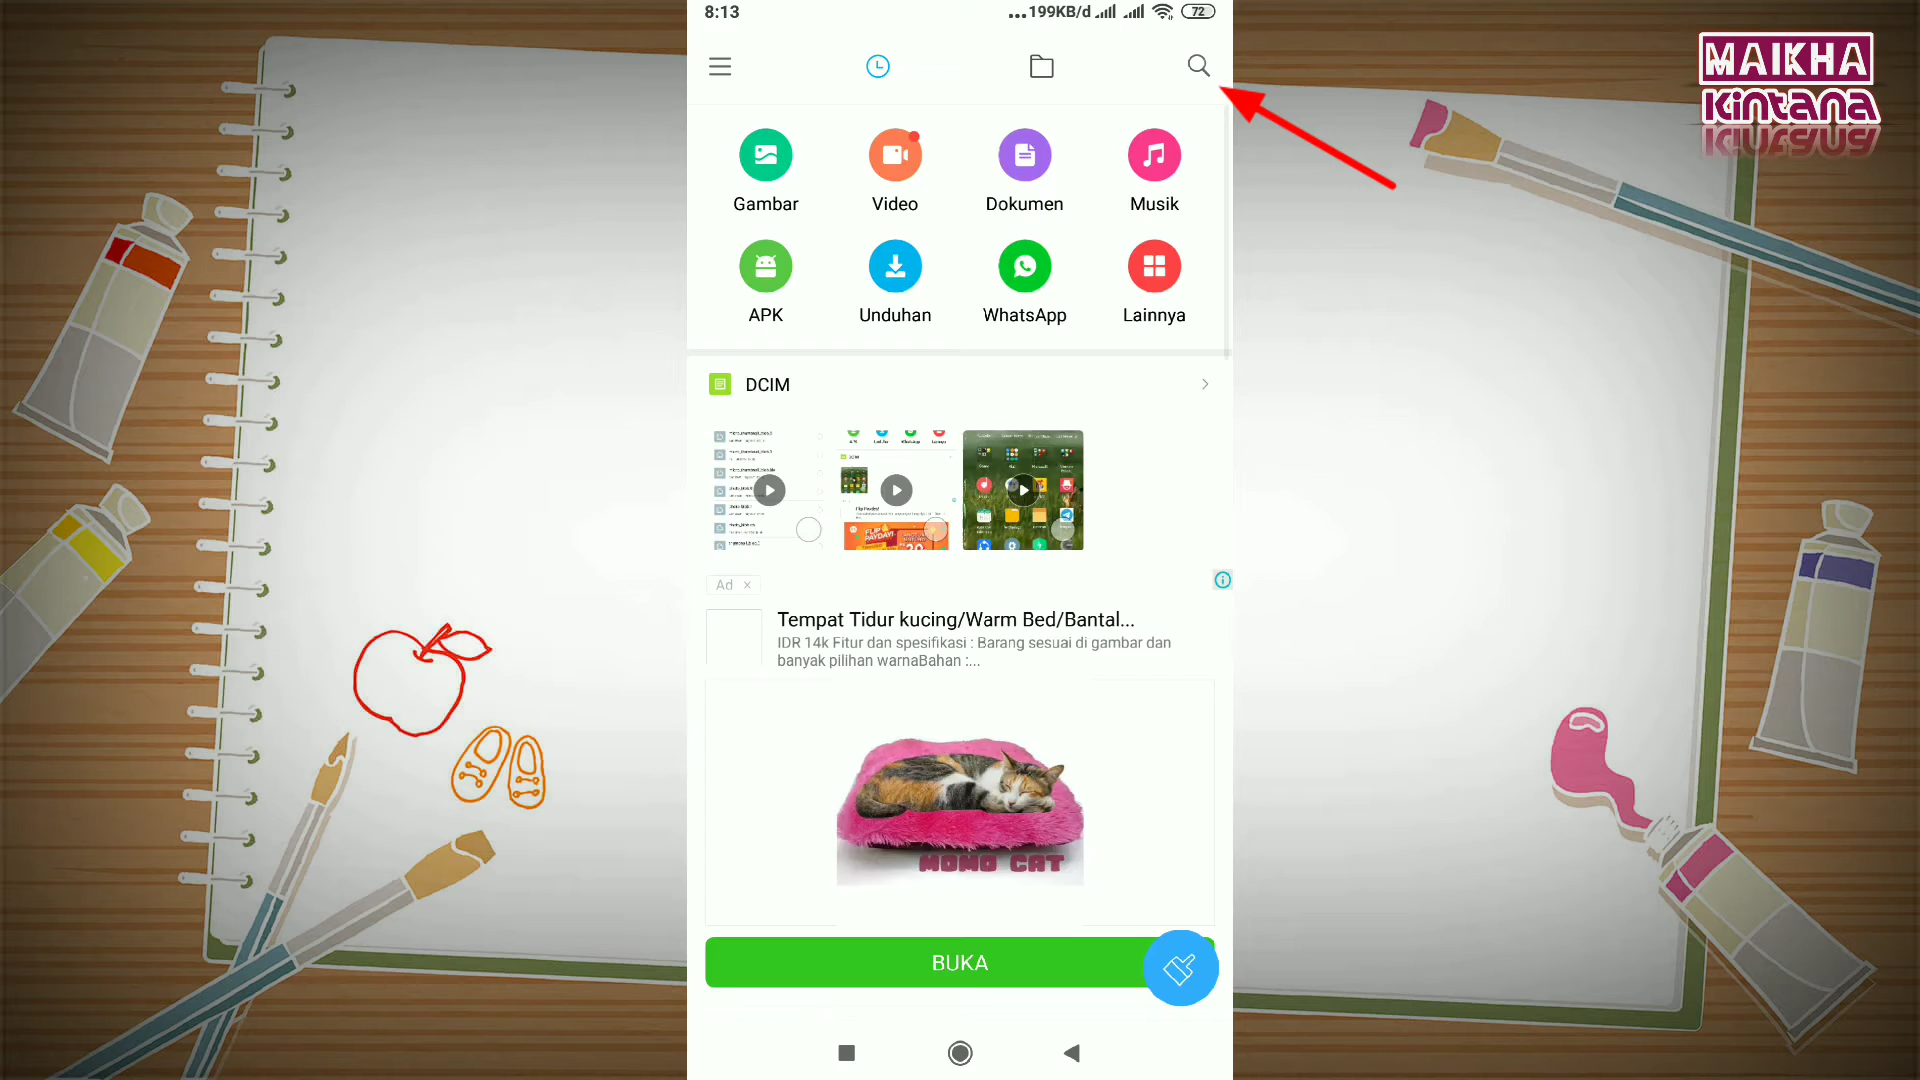 8:13
...199KB/d
72
MAIKHA
Kintana
Gambar
Video
Dokumen
Musik
APK
Unduhan
WhatsApp
Lainnya
DCIM
Ad ×
Tempat Tidur kucing/Warm Bed/Bantal...
IDR 14k Fitur dan spesifikasi : Barang sesuai di gambar dan
banyak pilihan warnaBahan :...
MOMO CAT
BUKA